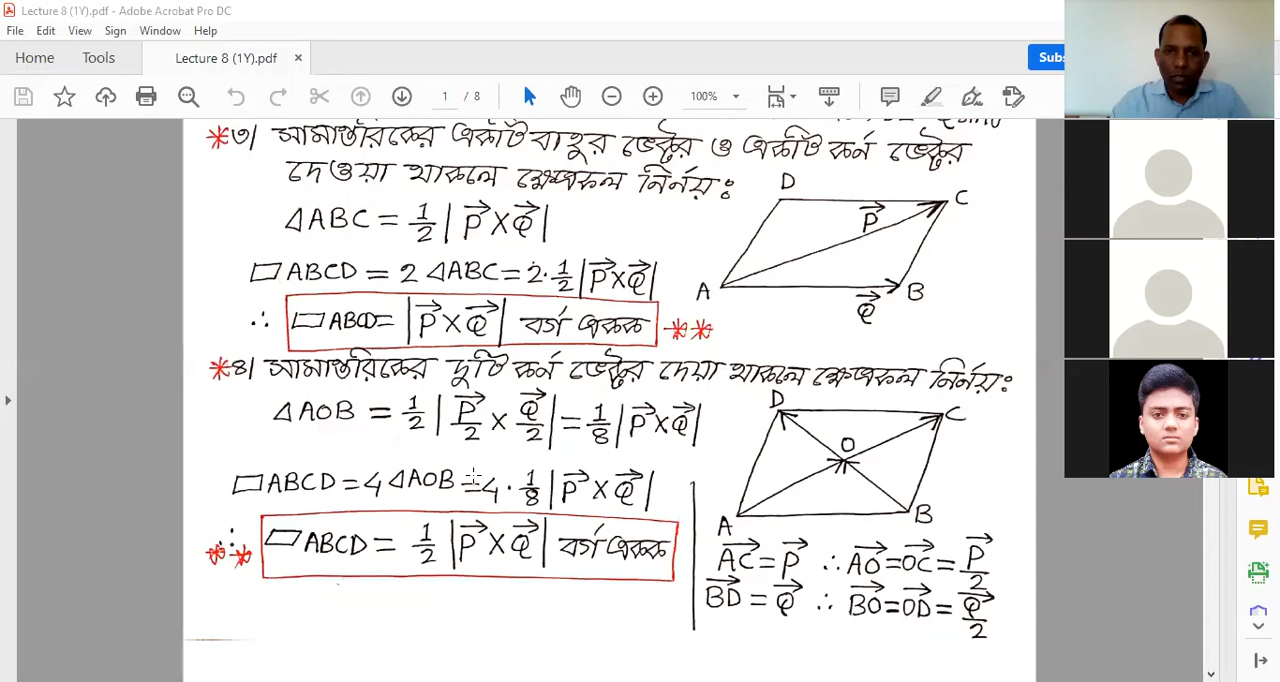 Lecture 8 (1Y).pdf - Adobe Acrobat Pro DC
File Edit View Sign Window Help
Home Tools Lecture 8 (1Y).pdf × Subs
1 / 8 100%
*৩| সামান্তরিকের একটি বাহুর ভেক্টর ও একটি কর্ন ভেক্টর
দেওয়া থাকলে ক্ষেত্রফল নির্নয়ঃ
△ABC = 1/2 |P⃗ × Q⃗|
▱ABCD = 2 △ABC = 2·1/2 |P⃗ × Q⃗|
∴ ▱ABCD = |P⃗ × Q⃗| বর্গ একক **
D C P⃗ A B Q⃗
*৪| সামান্তরিকের দুটি কর্ন ভেক্টর দেয়া থাকলে ক্ষেত্রফল নির্নয়ঃ
△AOB = 1/2 |P⃗/2 × Q⃗/2| = 1/8 |P⃗ × Q⃗|
▱ABCD = 4 △AOB = 4 · 1/8 |P⃗ × Q⃗|
∴ ▱ABCD = 1/2 |P⃗ × Q⃗| বর্গ একক
**
D C O A B
AC⃗ = P⃗ ∴ AO⃗ = OC⃗ = P⃗/2
BD⃗ = Q⃗ ∴ BO⃗ = OD⃗ = Q⃗/2